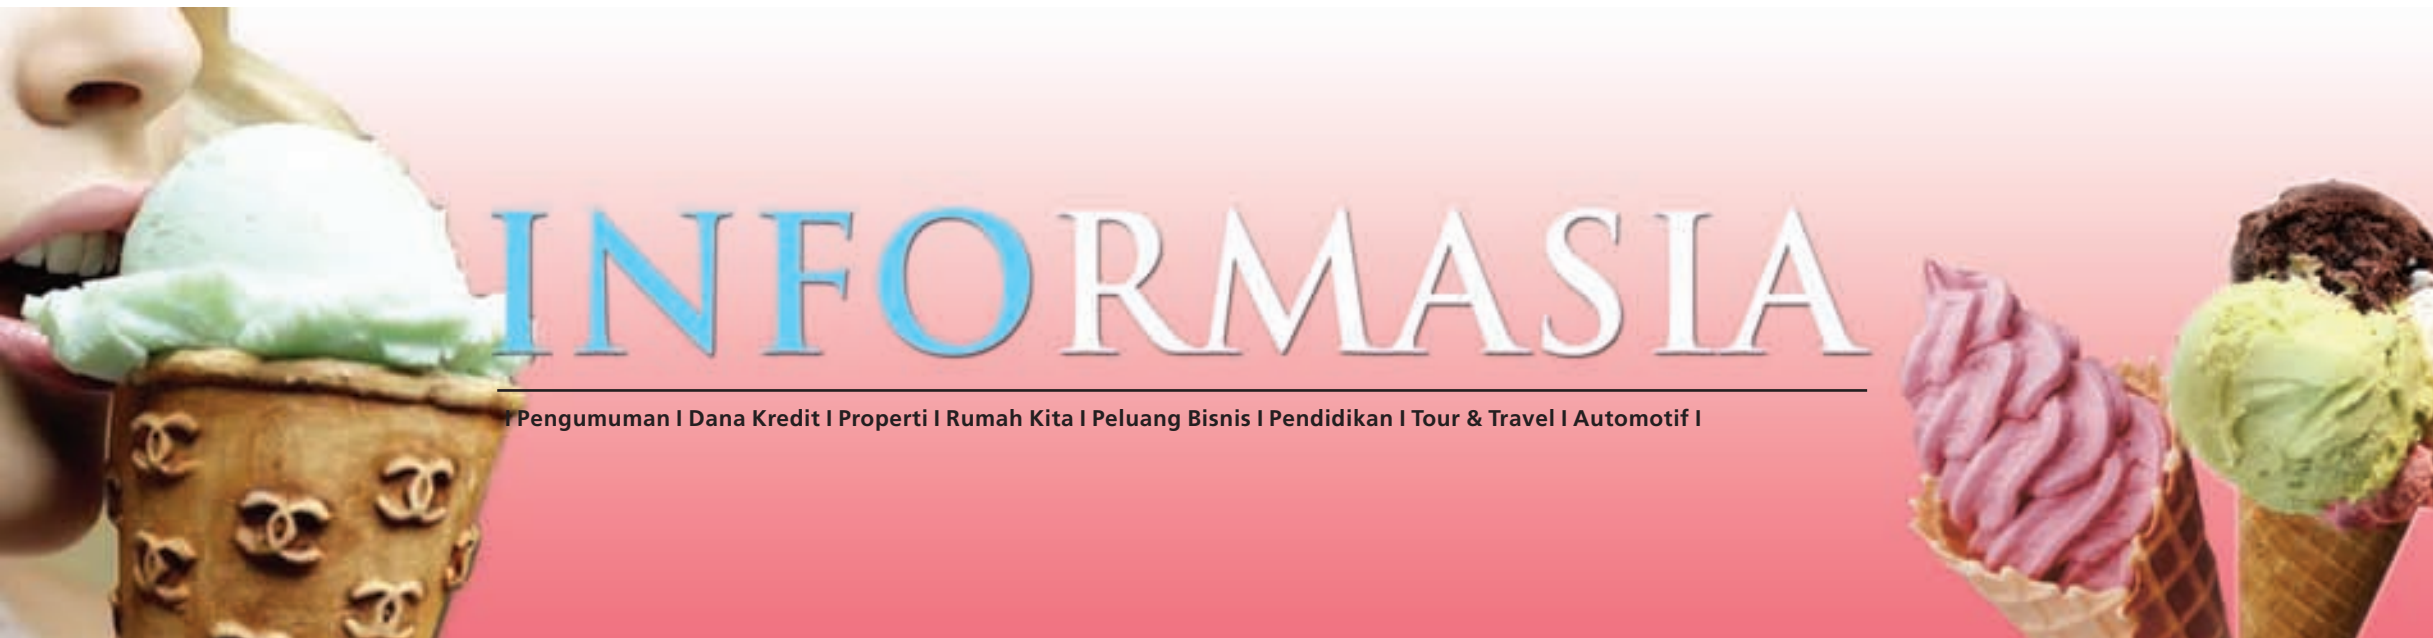 INFORMASIA
I Pengumuman I Dana Kredit I Properti I Rumah Kita I Peluang Bisnis I Pendidikan I Tour & Travel I Automotif I